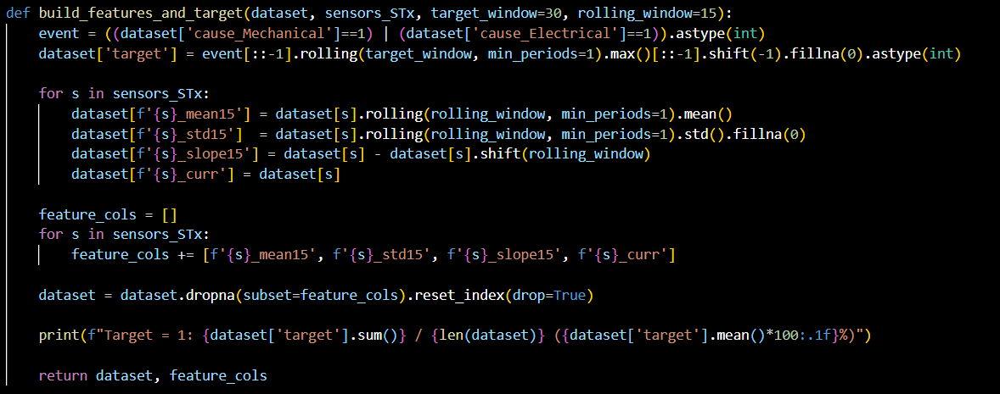 def build_features_and_target(dataset, sensors_STx, target_window=30, rolling_window=15):
    event = ((dataset['cause_Mechanical']==1) | (dataset['cause_Electrical']==1)).astype(int)
    dataset['target'] = event[::-1].rolling(target_window, min_periods=1).max()[::-1].shift(-1).fillna(0).astype(int)

    for s in sensors_STx:
        dataset[f'{s}_mean15'] = dataset[s].rolling(rolling_window, min_periods=1).mean()
        dataset[f'{s}_std15']  = dataset[s].rolling(rolling_window, min_periods=1).std().fillna(0)
        dataset[f'{s}_slope15'] = dataset[s] - dataset[s].shift(rolling_window)
        dataset[f'{s}_curr'] = dataset[s]

    feature_cols = []
    for s in sensors_STx:
        feature_cols += [f'{s}_mean15', f'{s}_std15', f'{s}_slope15', f'{s}_curr']

    dataset = dataset.dropna(subset=feature_cols).reset_index(drop=True)

    print(f"Target = 1: {dataset['target'].sum()} / {len(dataset)} ({dataset['target'].mean()*100:.1f}%)")

    return dataset, feature_cols